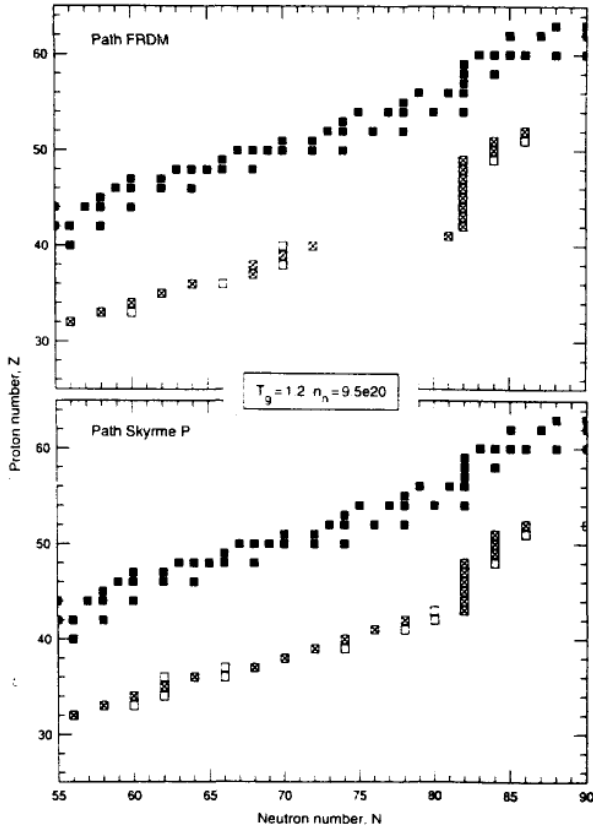 60
Path FRDM
50
40
30
T9=1.2 nn=9.5e20
Proton number, Z
60
Path Skyrme P
50
40
30
55 60 65 70 75 80 85 90
Neutron number, N